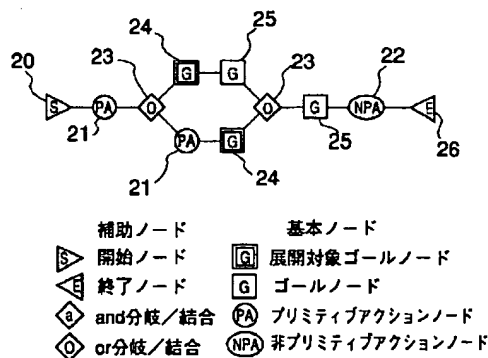 24 25
20 23 G G 23 22
S PA O O G NPA E
21 PA G 25 26
21 24
補助ノード 基本ノード
S 開始ノード G 展開対象ゴールノード
E 終了ノード G ゴールノード
a and分岐/結合 PA プリミティブアクションノード
O or分岐/結合 NPA 非プリミティブアクションノード